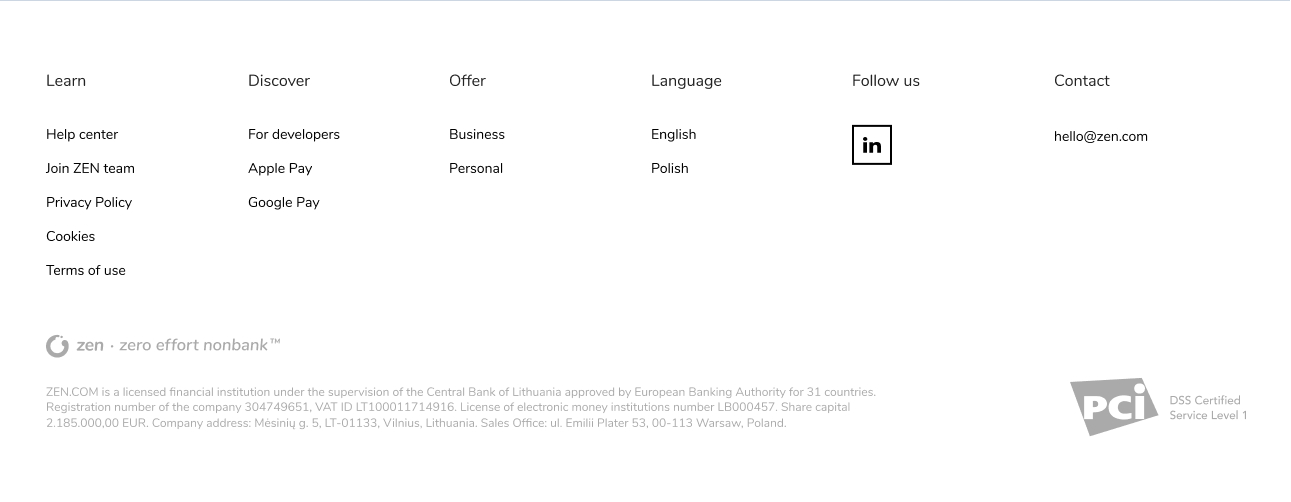 Learn
Help center
Join ZEN team
Privacy Policy
Cookies
Terms of use
Discover
For developers
Apple Pay
Google Pay
Offer
Business
Personal
Language
English
Polish
Follow us
in
Contact
hello@zen.com
zen · zero effort nonbank™
ZEN.COM is a licensed financial institution under the supervision of the Central Bank of Lithuania approved by European Banking Authority for 31 countries.
Registration number of the company 304749651, VAT ID LT100011714916. License of electronic money institutions number LB000457. Share capital
2.185.000,00 EUR. Company address: Mėsinių g. 5, LT-01133, Vilnius, Lithuania. Sales Office: ul. Emilii Plater 53, 00-113 Warsaw, Poland.
PCi
DSS Certified
Service Level 1